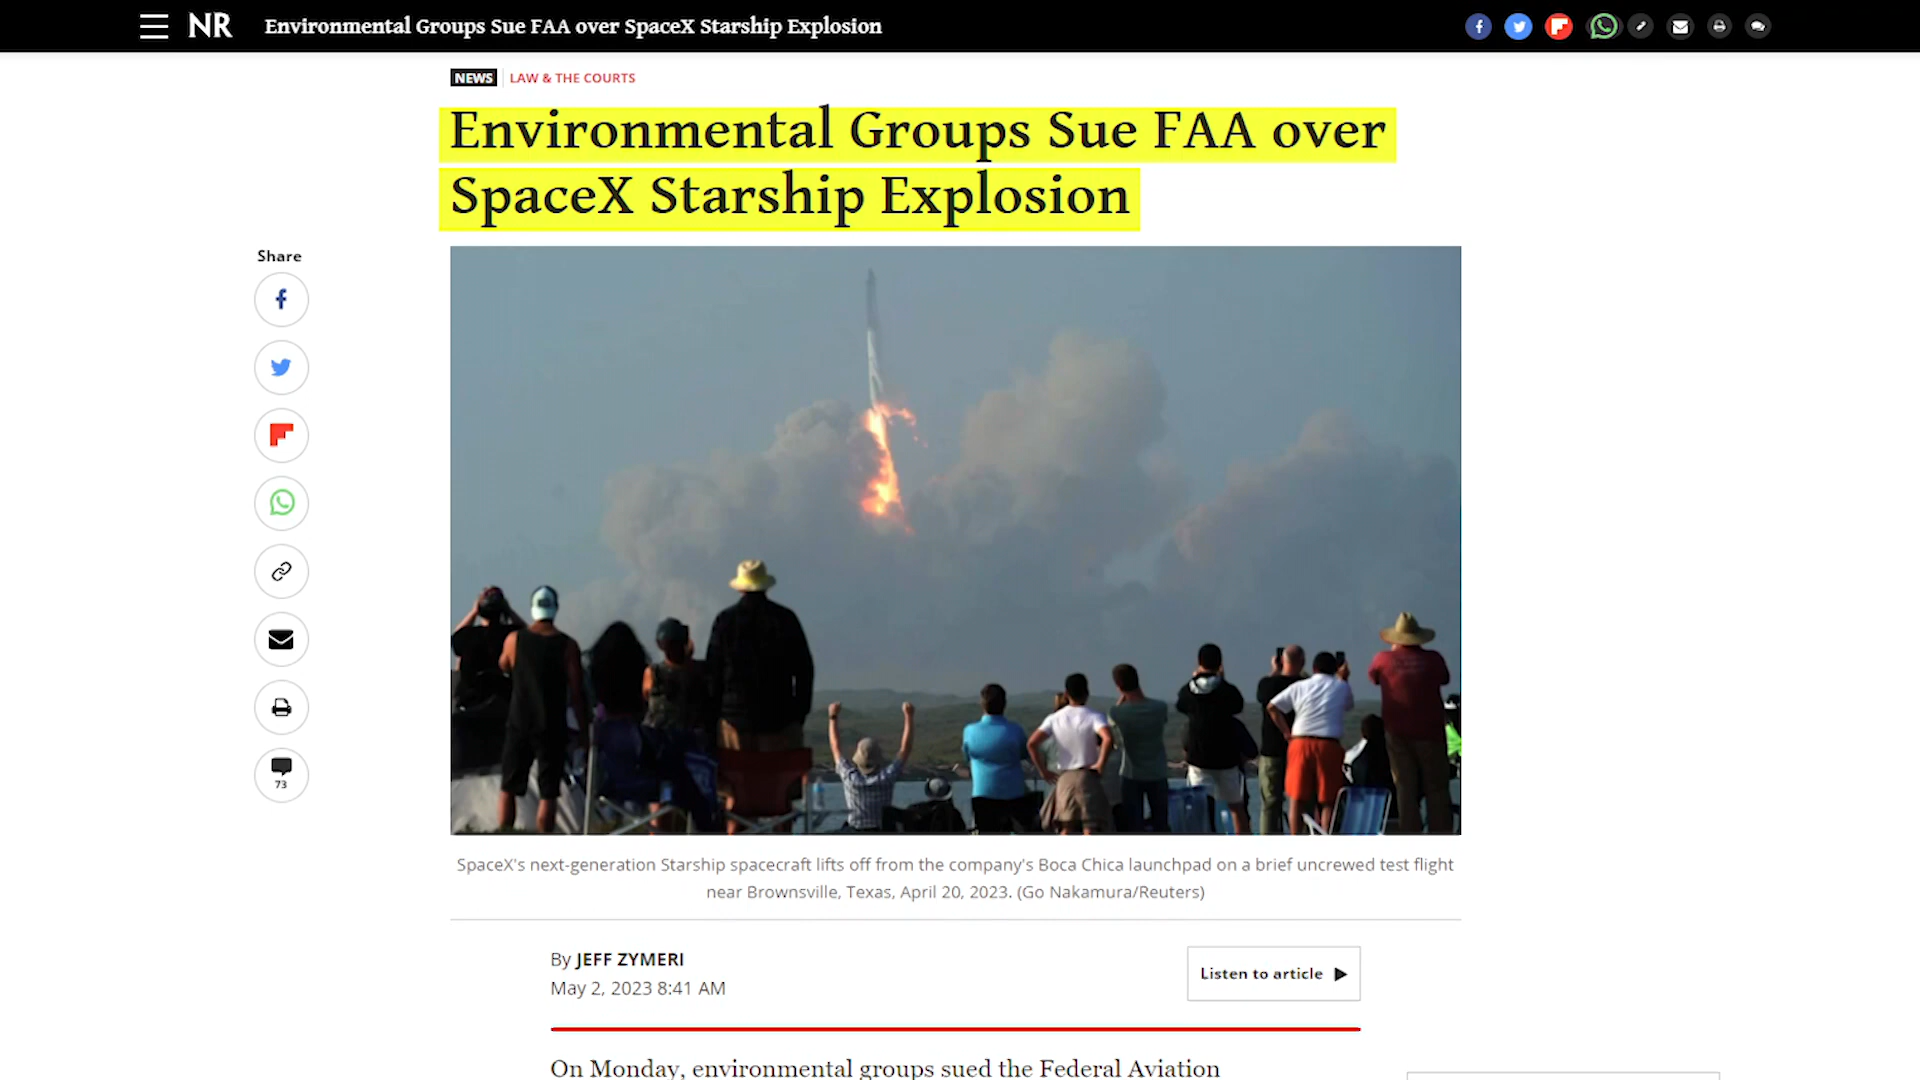 NR Environmental Groups Sue FAA over SpaceX Starship Explosion
NEWS LAW & THE COURTS
Environmental Groups Sue FAA over
SpaceX Starship Explosion
Share
73
SpaceX's next-generation Starship spacecraft lifts off from the company's Boca Chica launchpad on a brief uncrewed test flight
near Brownsville, Texas, April 20, 2023. (Go Nakamura/Reuters)
By JEFF ZYMERI
May 2, 2023 8:41 AM
Listen to article
On Monday, environmental groups sued the Federal Aviation